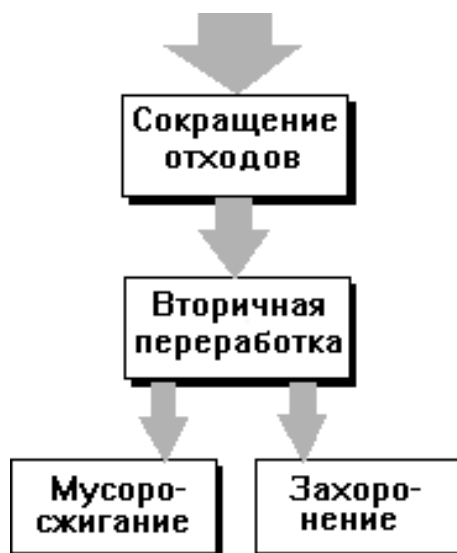 Сокращение
отходов
Вторичная
переработка
Мусоро-
сжигание
Захоро-
нение